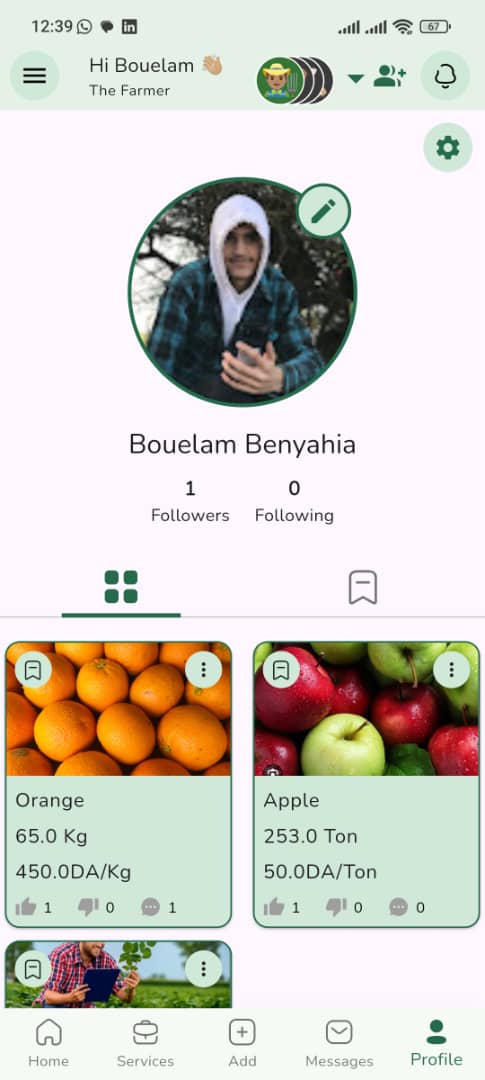 12:39
67
Hi Bouelam 👋🏼
The Farmer
Bouelam Benyahia
1 0
Followers Following
Orange
65.0 Kg
450.0DA/Kg
1 0 1
Apple
253.0 Ton
50.0DA/Ton
1 0 0
Home Services Add Messages Profile